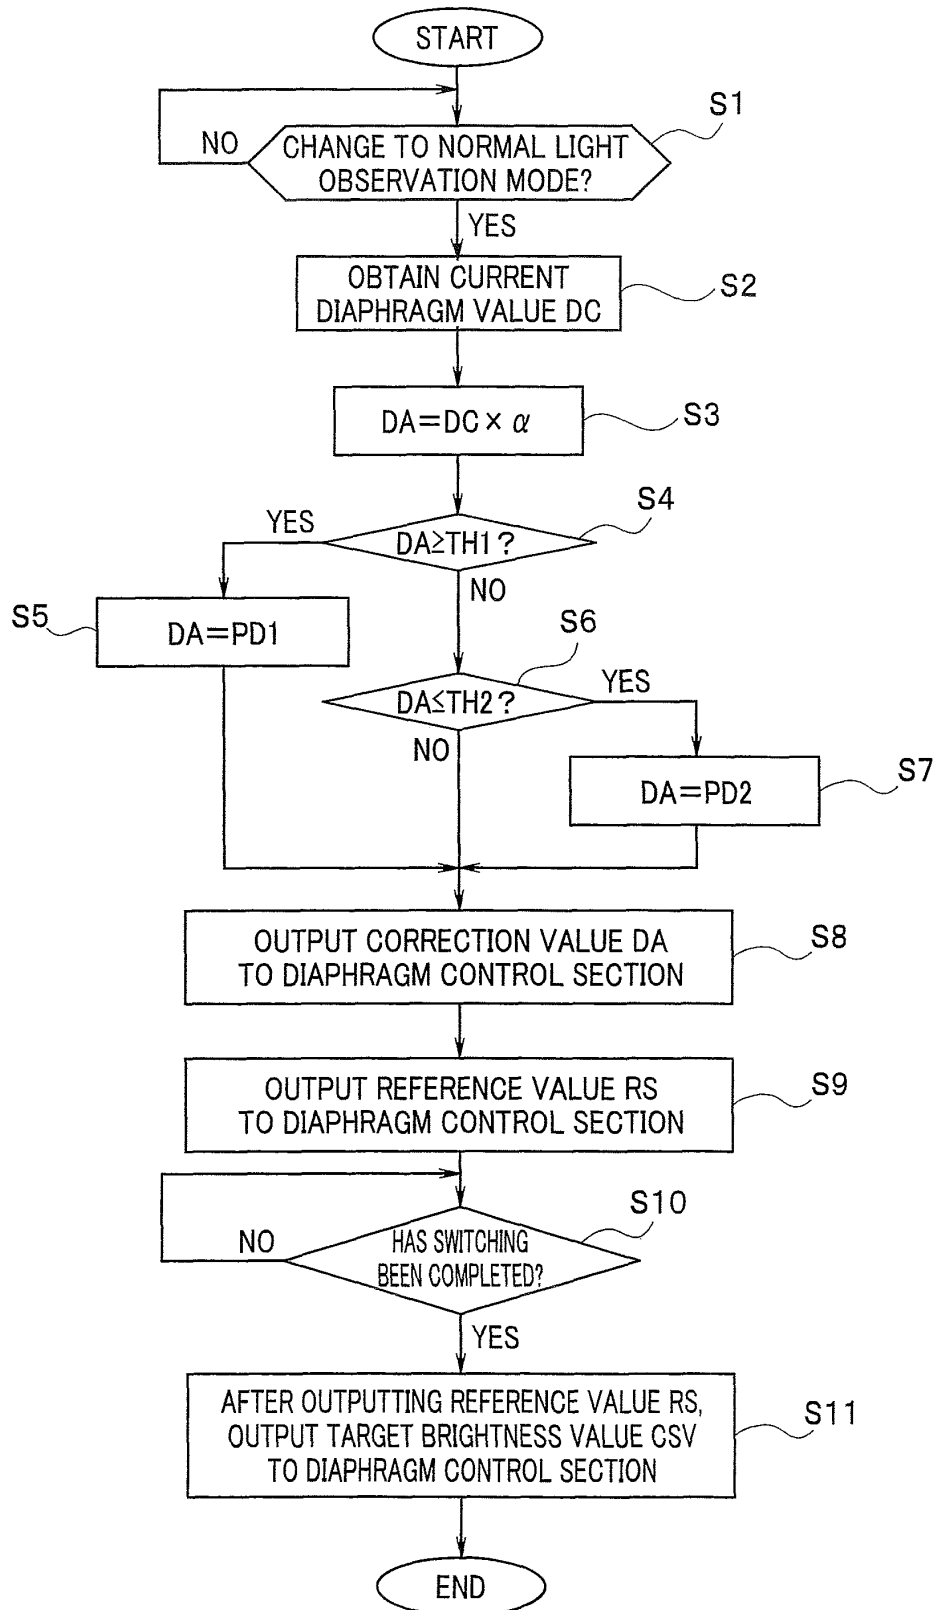 START
S1
NO
CHANGE TO NORMAL LIGHT
OBSERVATION MODE?
YES
OBTAIN CURRENT
DIAPHRAGM VALUE DC
S2
DA=DC×α
S3
S4
YES
DA≥TH1?
NO
S5
DA=PD1
S6
DA≤TH2?
YES
NO
S7
DA=PD2
OUTPUT CORRECTION VALUE DA
TO DIAPHRAGM CONTROL SECTION
S8
OUTPUT REFERENCE VALUE RS
TO DIAPHRAGM CONTROL SECTION
S9
S10
NO
HAS SWITCHING
BEEN COMPLETED?
YES
AFTER OUTPUTTING REFERENCE VALUE RS,
OUTPUT TARGET BRIGHTNESS VALUE CSV
TO DIAPHRAGM CONTROL SECTION
S11
END